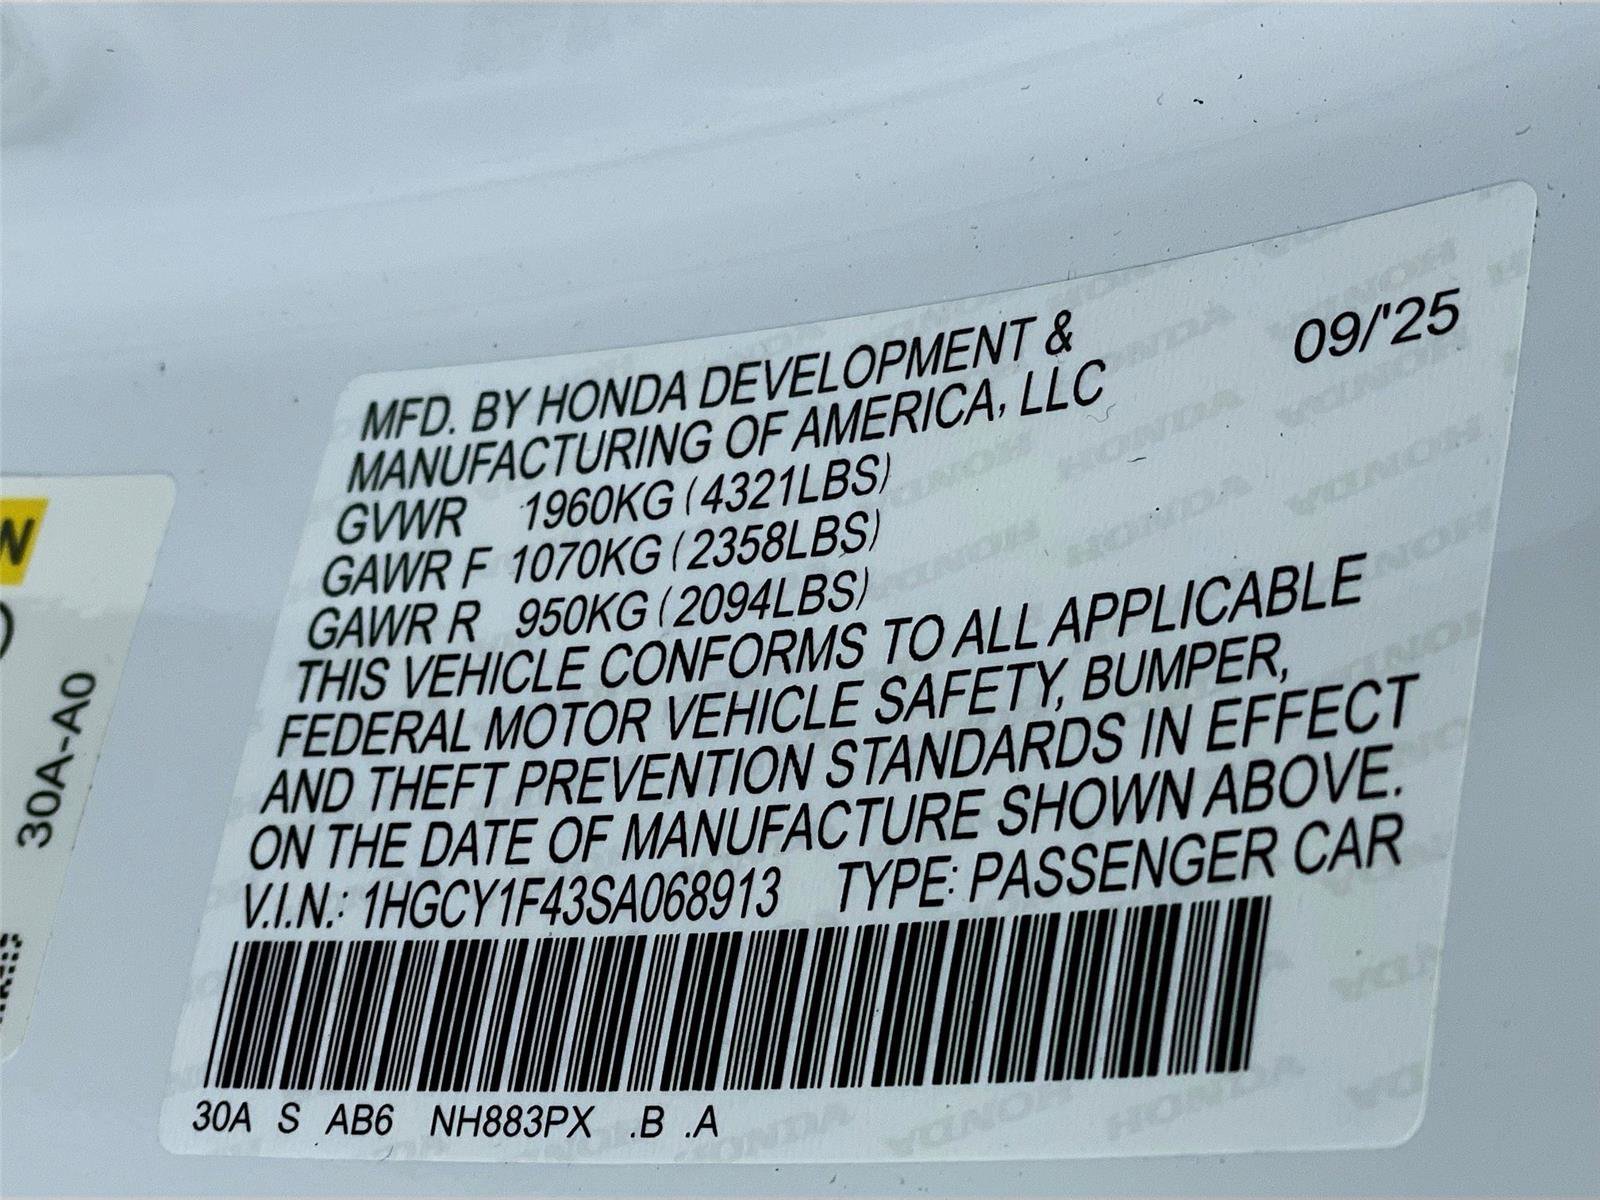 MFD. BY HONDA DEVELOPMENT &
MANUFACTURING OF AMERICA, LLC
09/'25
GVWR 1960KG (4321LBS)
GAWR F 1070KG (2358LBS)
GAWR R 950KG (2094LBS)
THIS VEHICLE CONFORMS TO ALL APPLICABLE
FEDERAL MOTOR VEHICLE SAFETY, BUMPER,
AND THEFT PREVENTION STANDARDS IN EFFECT
ON THE DATE OF MANUFACTURE SHOWN ABOVE.
V.I.N.: 1HGCY1F43SA068913 TYPE: PASSENGER CAR
30A S AB6 NH883PX .B .A
30A-A0